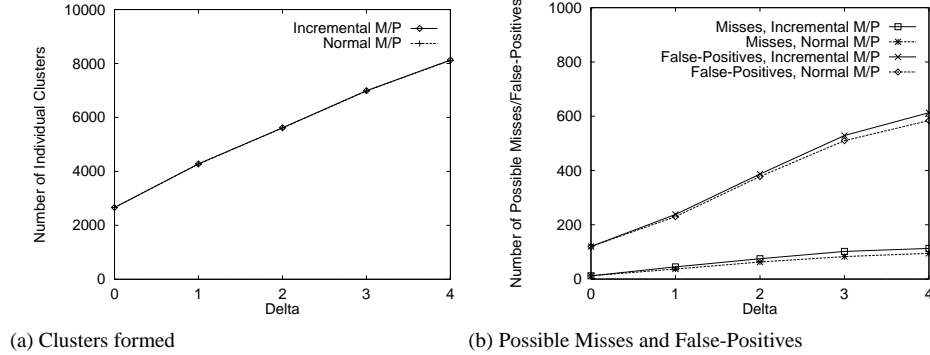 Number of Individual Clusters
10000
8000
6000
4000
2000
0
0 1 2 3 4
Delta
Incremental M/P
Normal M/P
(a) Clusters formed
Number of Possible Misses/False-Positives
1000
800
600
400
200
0
0 1 2 3 4
Delta
Misses, Incremental M/P
Misses, Normal M/P
False-Positives, Incremental M/P
False-Positives, Normal M/P
(b) Possible Misses and False-Positives